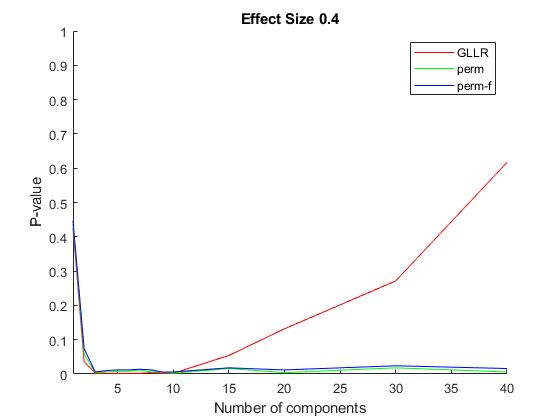 Effect Size 0.4
GLLR
perm
perm-f
1
0.9
0.8
0.7
0.6
0.5
0.4
0.3
0.2
0.1
0
P-value
5 10 15 20 25 30 35 40
Number of components